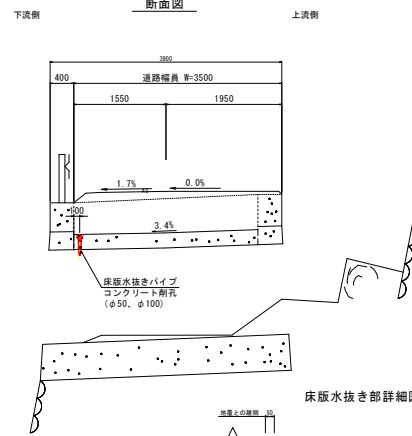 断面図
下流側
上流側
3900
400
道路幅員 W=3500
1550
1950
1.7%
0.0%
100
3.4%
床版水抜きパイプ
コンクリート削孔
(φ50、φ100)
床版水抜き部詳細図
地覆との離隔
50